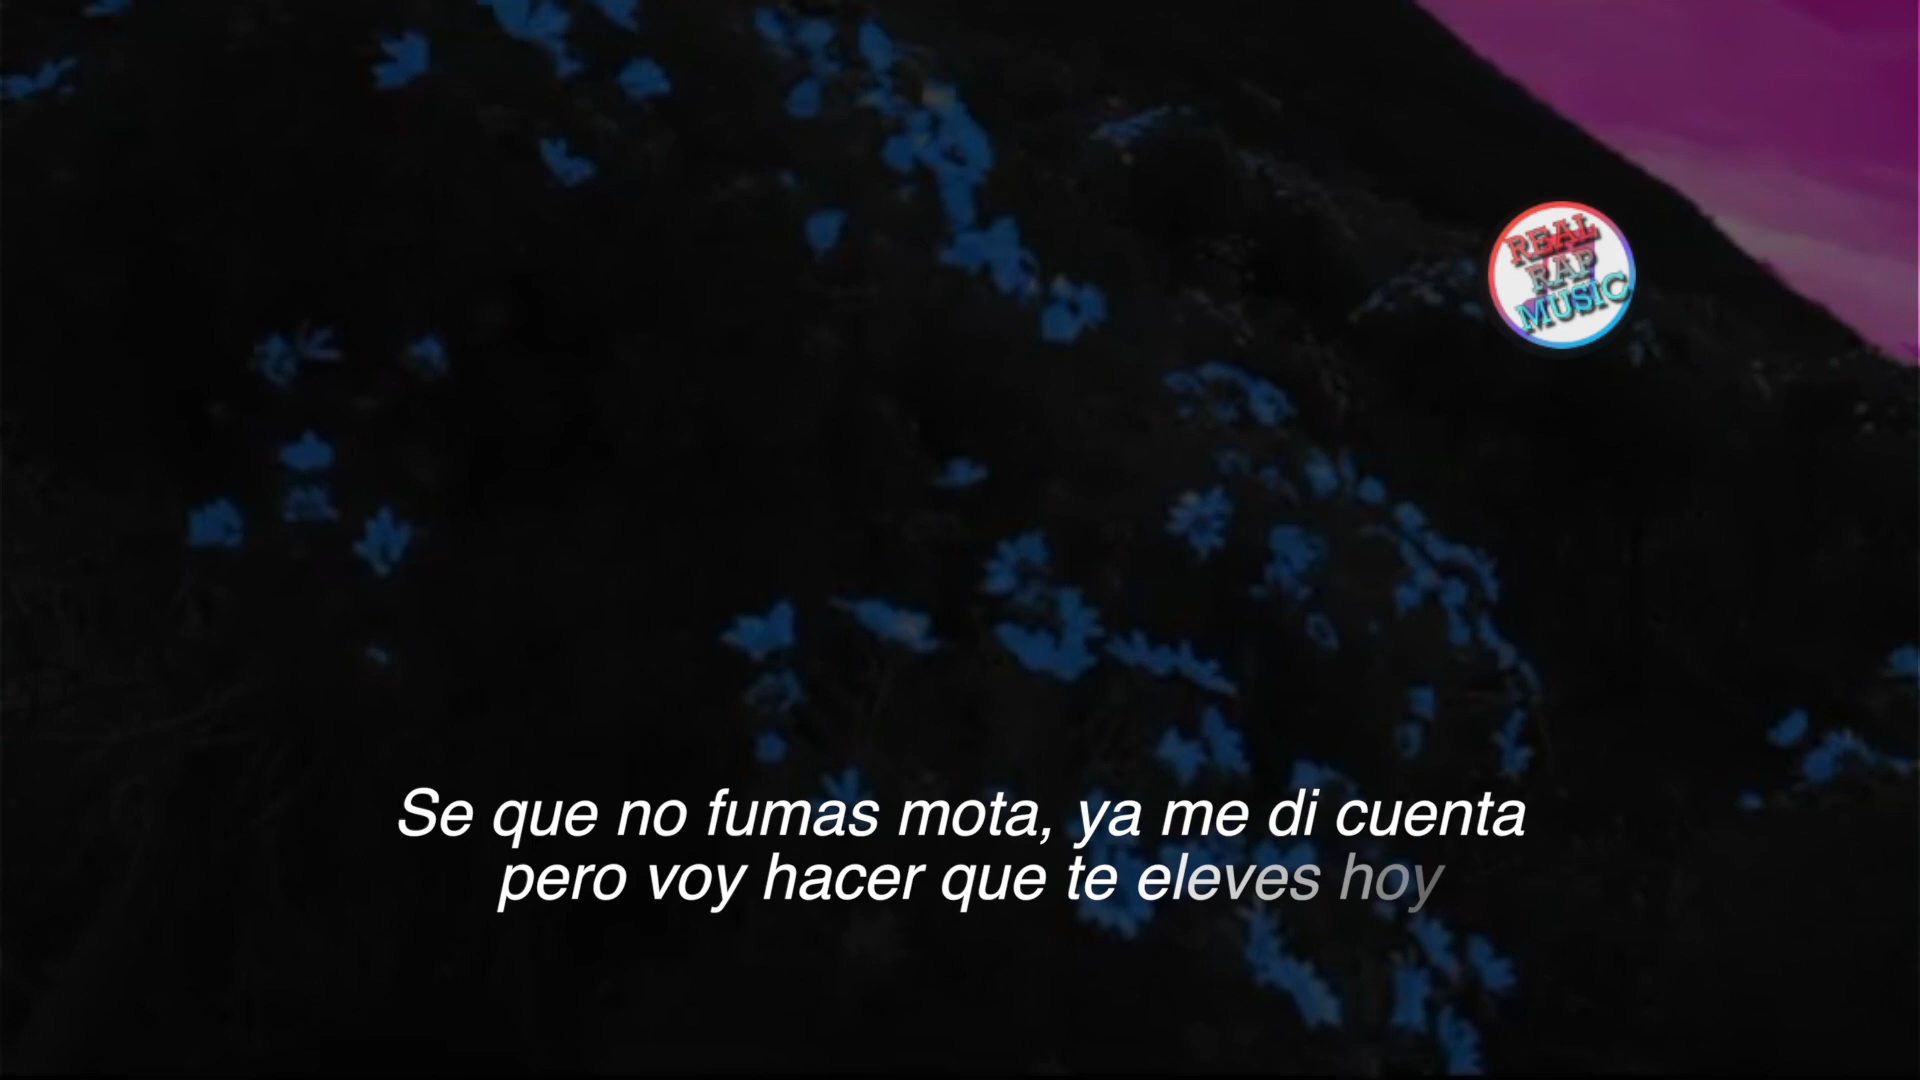 REAL
RAP
MUSIC
Se que no fumas mota, ya me di cuenta
pero voy hacer que te eleves hoy